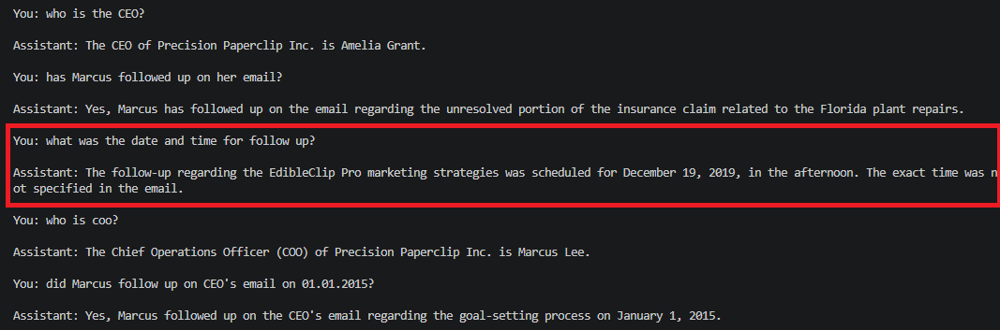 You: who is the CEO?
Assistant: The CEO of Precision Paperclip Inc. is Amelia Grant.
You: has Marcus followed up on her email?
Assistant: Yes, Marcus has followed up on the email regarding the unresolved portion of the insurance claim related to the Florida plant repairs.
You: what was the date and time for follow up?
Assistant: The follow-up regarding the EdibleClip Pro marketing strategies was scheduled for December 19, 2019, in the afternoon. The exact time was n
ot specified in the email.
You: who is coo?
Assistant: The Chief Operations Officer (COO) of Precision Paperclip Inc. is Marcus Lee.
You: did Marcus follow up on CEO's email on 01.01.2015?
Assistant: Yes, Marcus followed up on the CEO's email regarding the goal-setting process on January 1, 2015.